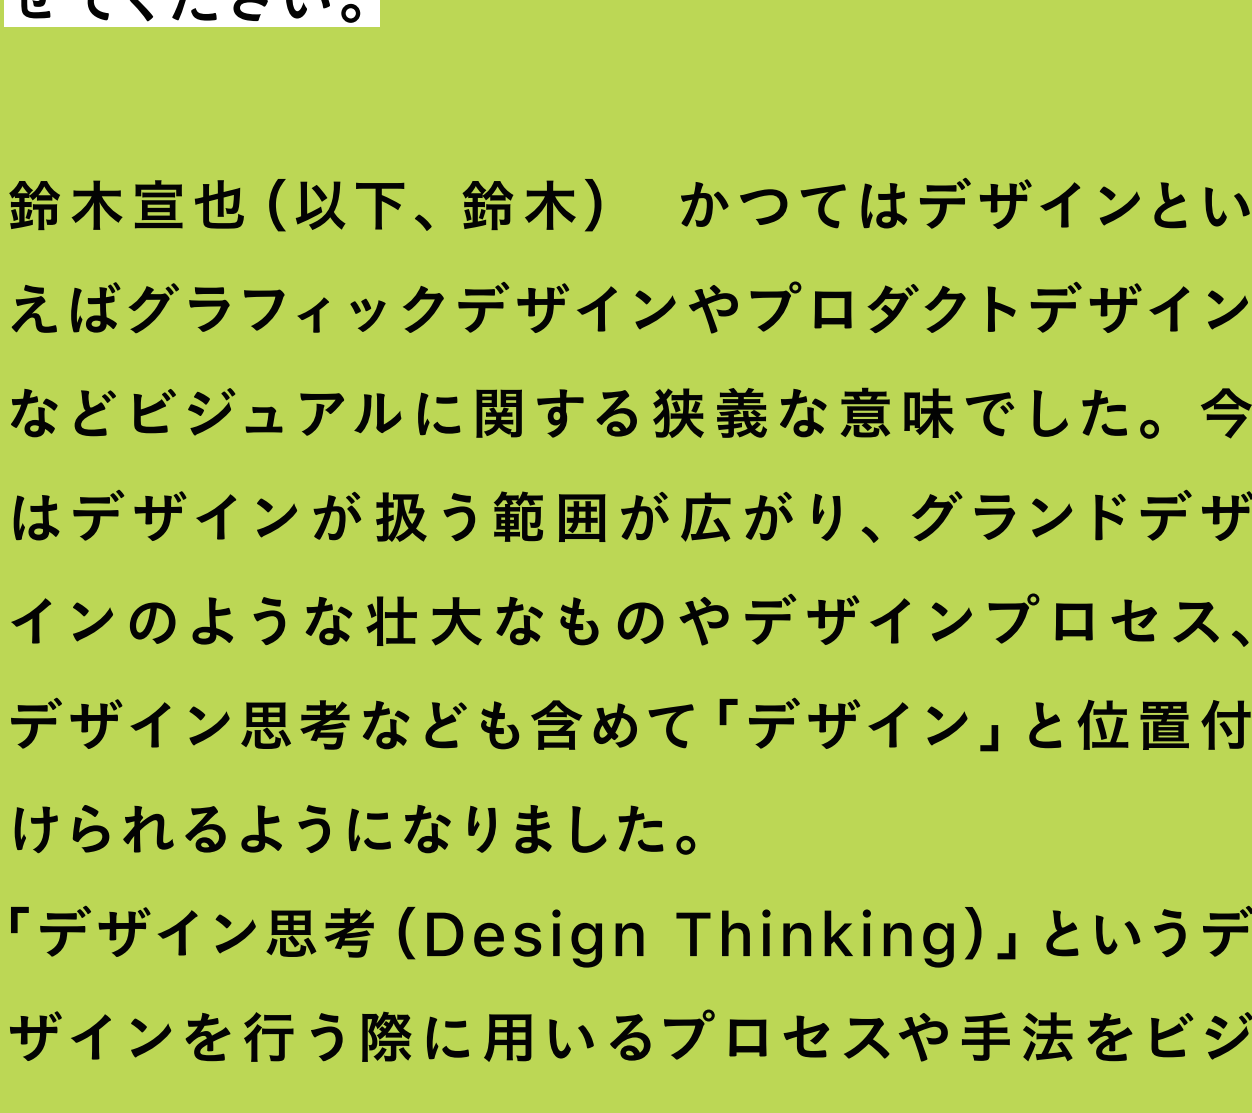 せてください。
鈴木宣也（以下、鈴木）　かつてはデザインとい
えばグラフィックデザインやプロダクトデザイン
などビジュアルに関する狭義な意味でした。今
はデザインが扱う範囲が広がり、グランドデザ
インのような壮大なものやデザインプロセス、
デザイン思考なども含めて「デザイン」と位置付
けられるようになりました。
「デザイン思考（Design Thinking）」というデ
ザインを行う際に用いるプロセスや手法をビジ